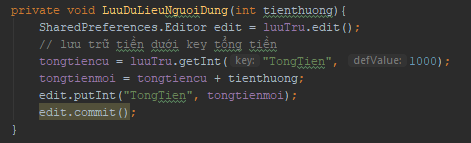 private void LuuDuLieuNguoiDung(int tienthuong){
SharedPreferences.Editor edit = luuTru.edit();
// luu trữ tiền dưới key tổng tiền
tongtiencu = luuTru.getInt( key: "TongTien", defValue: 1000);
tongtienmoi = tongtiencu + tienthuong;
edit.putInt("TongTien", tongtienmoi);
edit.commit();
}